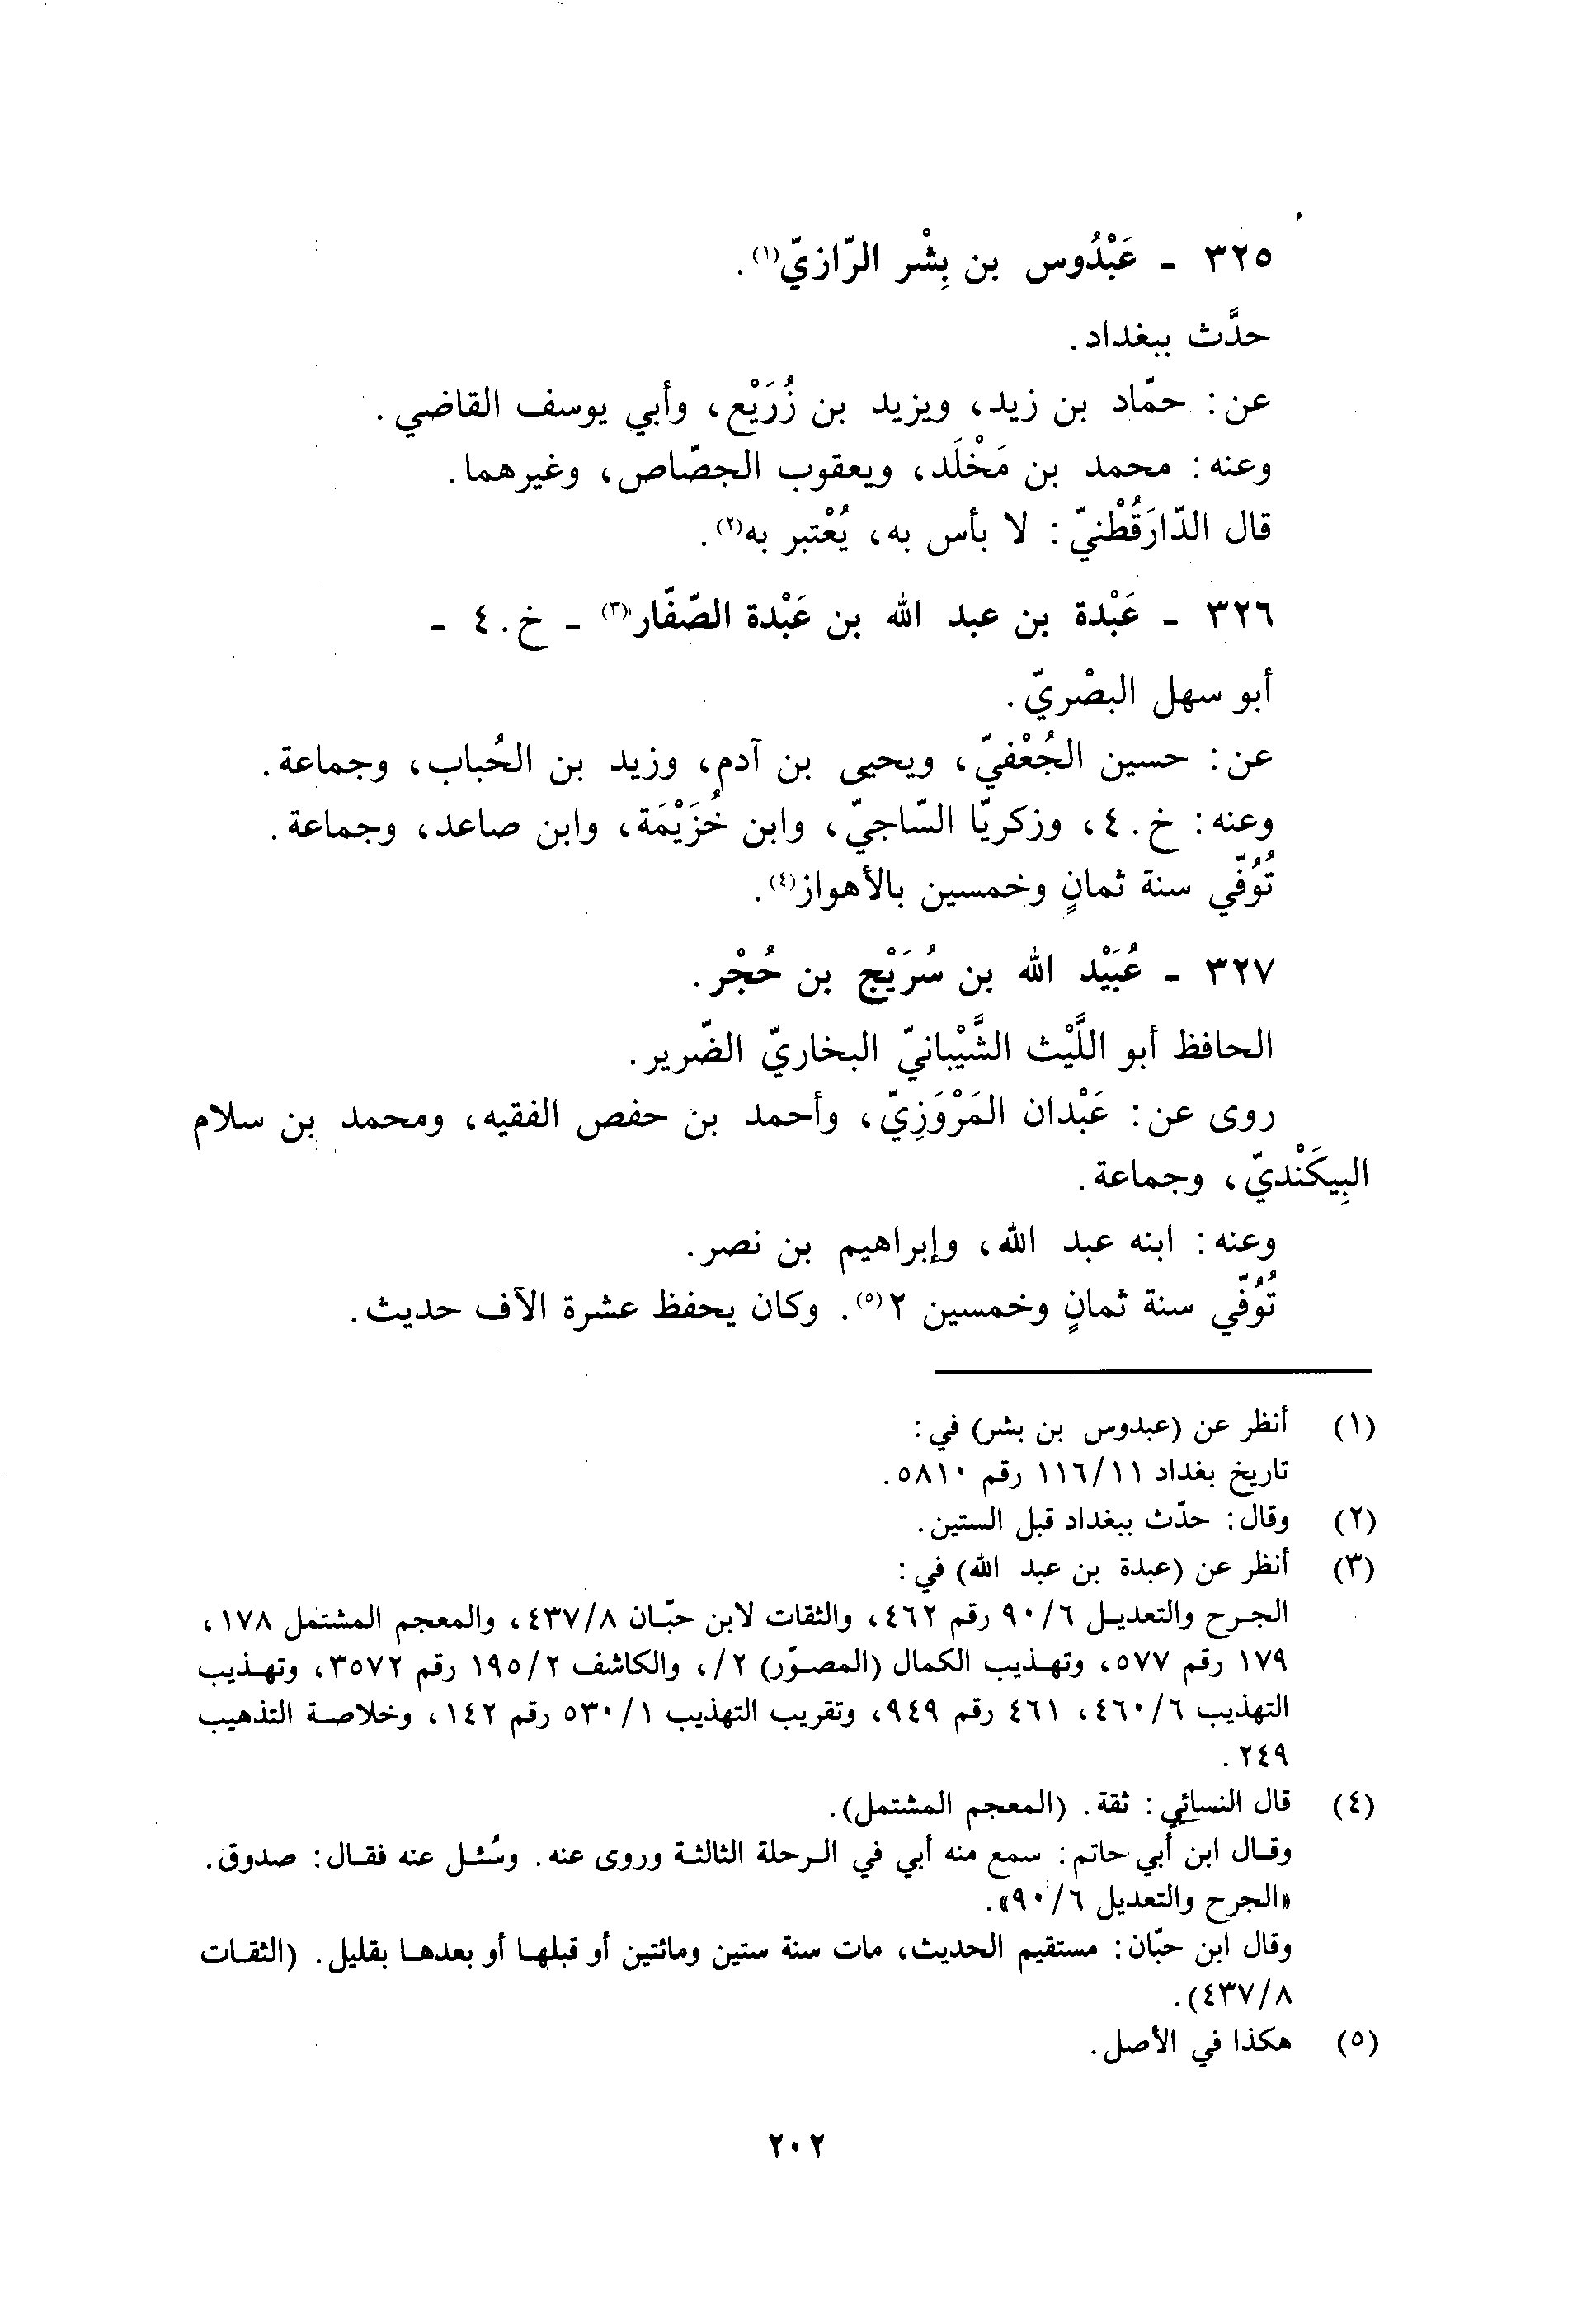 ٣٢٥ - عَبْدُوس بن بِشْر الرّازيّ(١).
حدَّث ببغداد.
عن: حمّاد بن زيد، ويزيد بن زُرَيْع، وأبي يوسف القاضي.
وعنه: محمد بن مَخْلَد، ويعقوب الجصّاص، وغيرهما.
قال الدّارَقُطْنيّ: لا بأس به، يُعْتبر به(٢).
٣٢٦ - عَبْدة بن عبد الله بن عَبْدة الصّفّار(٣) - خ. ٤ -
أبو سهل البصْريّ.
عن: حسين الجُعْفيّ، ويحيى بن آدم، وزيد بن الحُباب، وجماعة.
وعنه: خ. ٤، وزكريّا السّاجيّ، وابن خُزَيْمَة، وابن صاعد، وجماعة.
تُوُفّي سنة ثمانٍ وخمسين بالأهواز(٤).
٣٢٧ - عُبَيْد الله بن سُرَيْج بن حُجْر.
الحافظ أبو اللَّيْث الشَّيْبانيّ البخاريّ الضّرير.
روى عن: عَبْدان المَرْوَزِيّ، وأحمد بن حفص الفقيه، ومحمد بن سلام
البِيكَنْديّ، وجماعة.
وعنه: ابنه عبد الله، وإبراهيم بن نصر.
تُوُفّي سنة ثمانٍ وخمسين ٢(٥). وكان يحفظ عشرة الآف حديث.
(١) أنظر عن (عبدوس بن بشر) في:
تاريخ بغداد ١١٦/١١ رقم ٥٨١٠.
(٢) وقال: حدّث ببغداد قبل الستين.
(٣) أنظر عن (عبدة بن عبد الله) في:
الجرح والتعديل ٩٠/٦ رقم ٤٦٢، والثقات لابن حبّان ٤٣٧/٨، والمعجم المشتمل ١٧٨،
١٧٩ رقم ٥٧٧، وتهذيب الكمال (المصوّر) ٢/، والكاشف ١٩٥/٢ رقم ٣٥٧٢، وتهذيب
التهذيب ٤٦٠/٦، ٤٦١ رقم ٩٤٩، وتقريب التهذيب ٥٣٠/١ رقم ١٤٢، وخلاصة التذهيب
٢٤٩.
(٤) قال النسائي: ثقة. (المعجم المشتمل).
وقال ابن أبي حاتم: سمع منه أبي في الرحلة الثالثة وروى عنه. وسُئل عنه فقال: صدوق.
«الجرح والتعديل ٩٠/٦».
وقال ابن حبّان: مستقيم الحديث، مات سنة ستين ومائتين أو قبلها أو بعدها بقليل. (الثقات
٤٣٧/٨).
(٥) هكذا في الأصل.
٢٠٢